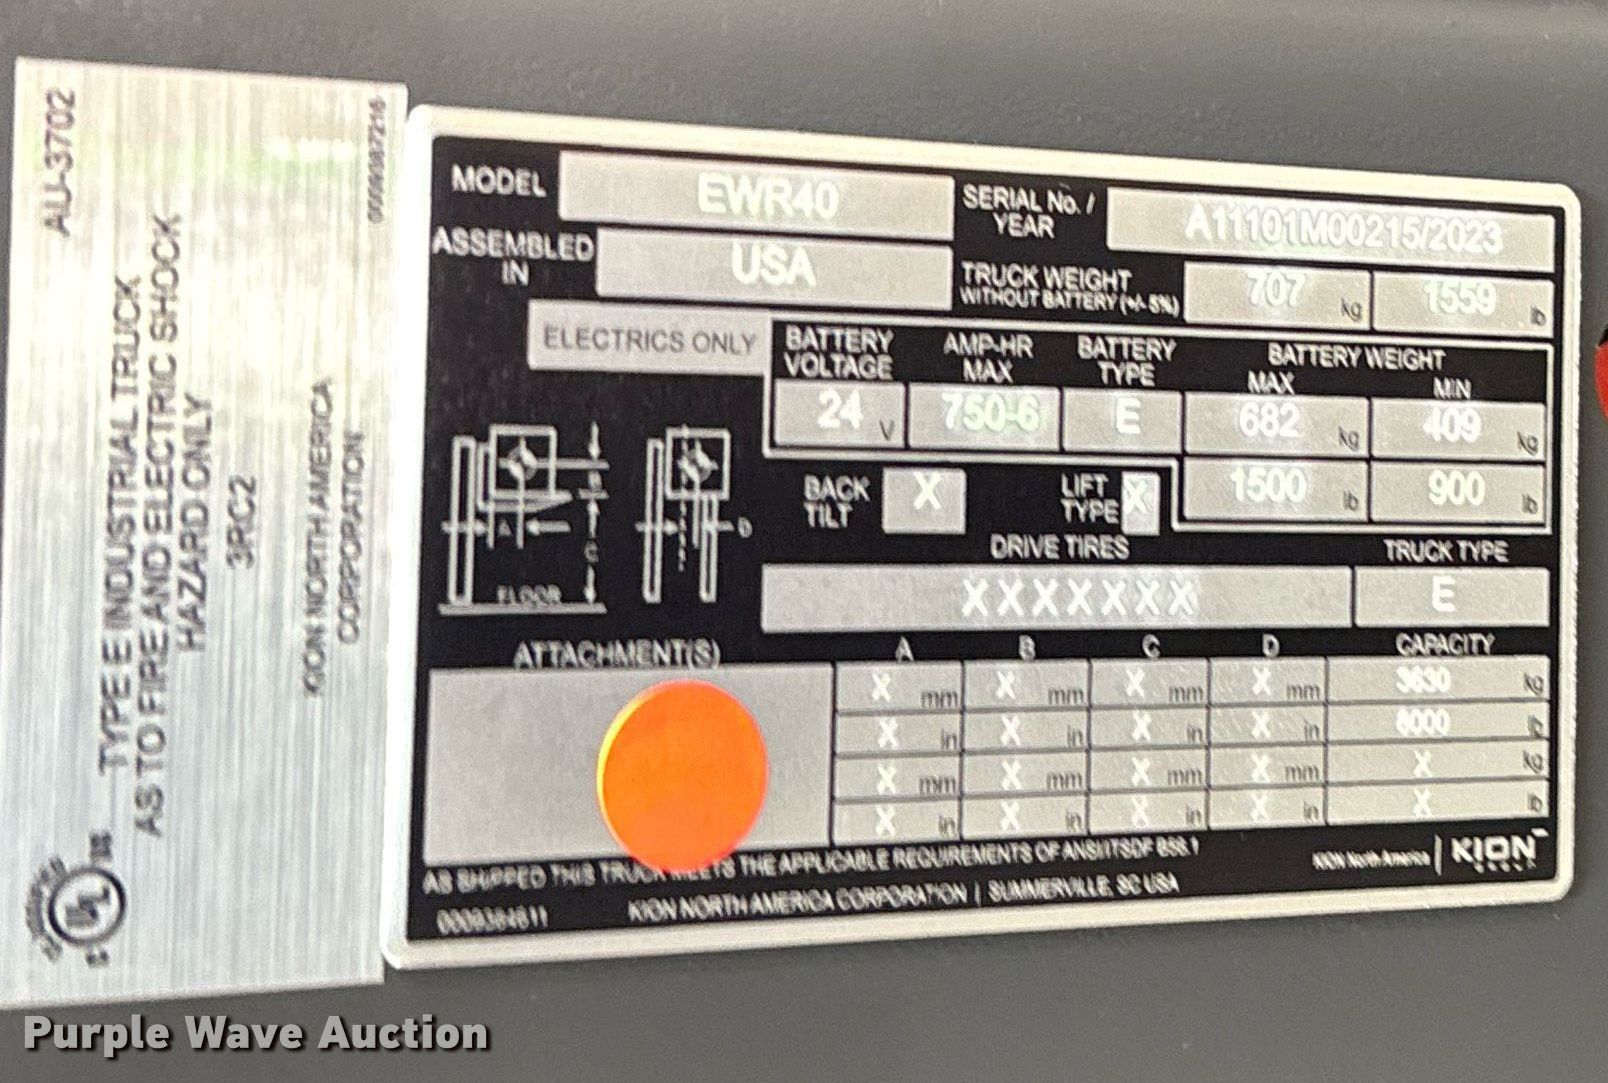 AU-3702
TYPE E INDUSTRIAL TRUCK
AS TO FIRE AND ELECTRIC SHOCK
HAZARD ONLY
3RC2
KION NORTH AMERICA
CORPORATION
UL
MODEL EWR40
SERIAL No. / YEAR A11101M00215/2023
ASSEMBLED IN USA
TRUCK WEIGHT
WITHOUT BATTERY (+/- 5%)
707 kg 1559 lb
ELECTRICS ONLY
BATTERY VOLTAGE AMP-HR MAX BATTERY TYPE BATTERY WEIGHT
MAX MIN
24 V 750-6 E 682 kg 409 kg
1500 lb 900 lb
BACK TILT X LIFT TYPE X
A B C D
FLOOR
DRIVE TIRES TRUCK TYPE
XXXXXXX E
ATTACHMENT(S) A B C D CAPACITY
X mm X mm X mm X mm 3630 kg
X in X in X in X in 8000 lb
X mm X mm X mm X mm X kg
X in X in X in X in X lb
AS SHIPPED THIS TRUCK MEETS THE APPLICABLE REQUIREMENTS OF ANSI/ITSDF B56.1
KION North America | KION
KION NORTH AMERICA CORPORATION | SUMMERVILLE, SC USA
Purple Wave Auction